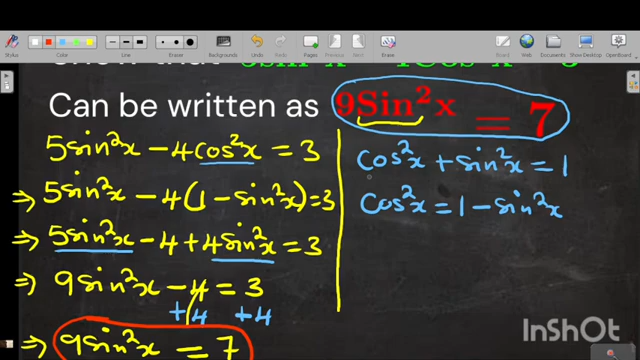 Can be written as 9Sin²x = 7
5sin²x − 4cos²x = 3
⇒ 5sin²x − 4(1 − sin²x) = 3
⇒ 5sin²x − 4 + 4sin²x = 3
⇒ 9sin²x − 4 = 3
+4 +4
⇒ 9sin²x = 7
cos²x + sin²x = 1
cos²x = 1 − sin²x
InShOt